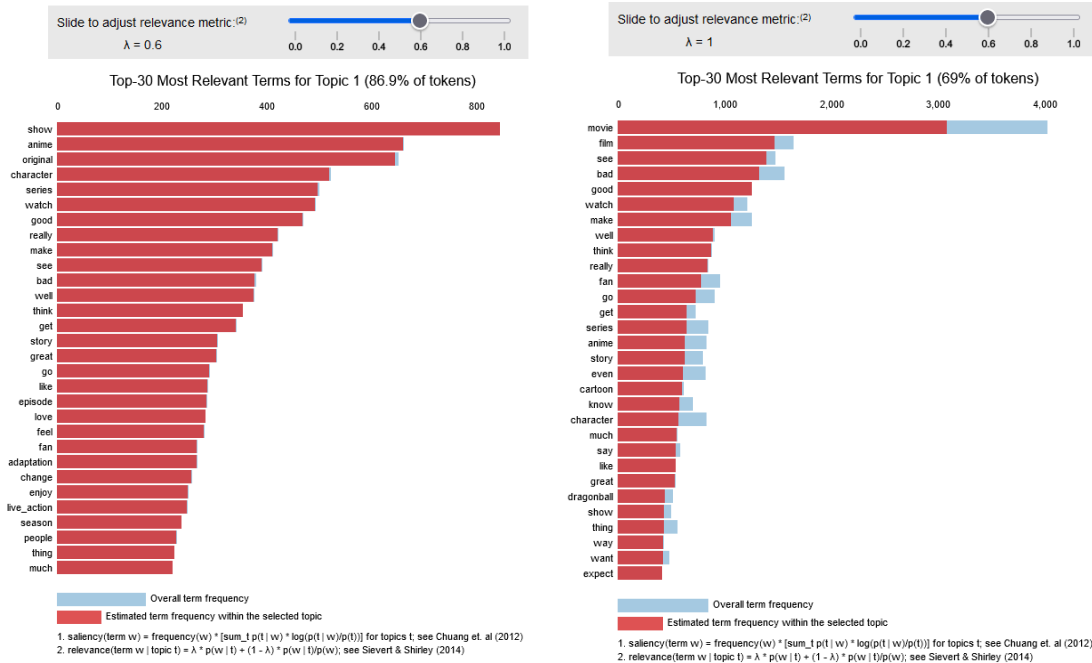 Slide to adjust relevance metric:(2)
λ = 0.6
0.0 0.2 0.4 0.6 0.8 1.0
Top-30 Most Relevant Terms for Topic 1 (86.9% of tokens)
0 200 400 600 800
show
anime
original
character
series
watch
good
really
make
see
bad
well
think
get
story
great
go
like
episode
love
feel
fan
adaptation
change
enjoy
live_action
season
people
thing
much
Overall term frequency
Estimated term frequency within the selected topic
1. saliency(term w) = frequency(w) * [sum_t p(t | w) * log(p(t | w)/p(t))] for topics t; see Chuang et. al (2012)
2. relevance(term w | topic t) = λ * p(w | t) + (1 - λ) * p(w | t)/p(w); see Sievert & Shirley (2014)
Slide to adjust relevance metric:(2)
λ = 1
0.0 0.2 0.4 0.6 0.8 1.0
Top-30 Most Relevant Terms for Topic 1 (69% of tokens)
0 1,000 2,000 3,000 4,000
movie
film
see
bad
good
watch
make
well
think
really
fan
go
get
series
anime
story
even
cartoon
know
character
much
say
like
great
dragonball
show
thing
way
want
expect
Overall term frequency
Estimated term frequency within the selected topic
1. saliency(term w) = frequency(w) * [sum_t p(t | w) * log(p(t | w)/p(t))] for topics t; see Chuang et. al (2012)
2. relevance(term w | topic t) = λ * p(w | t) + (1 - λ) * p(w | t)/p(w); see Sievert & Shirley (2014)